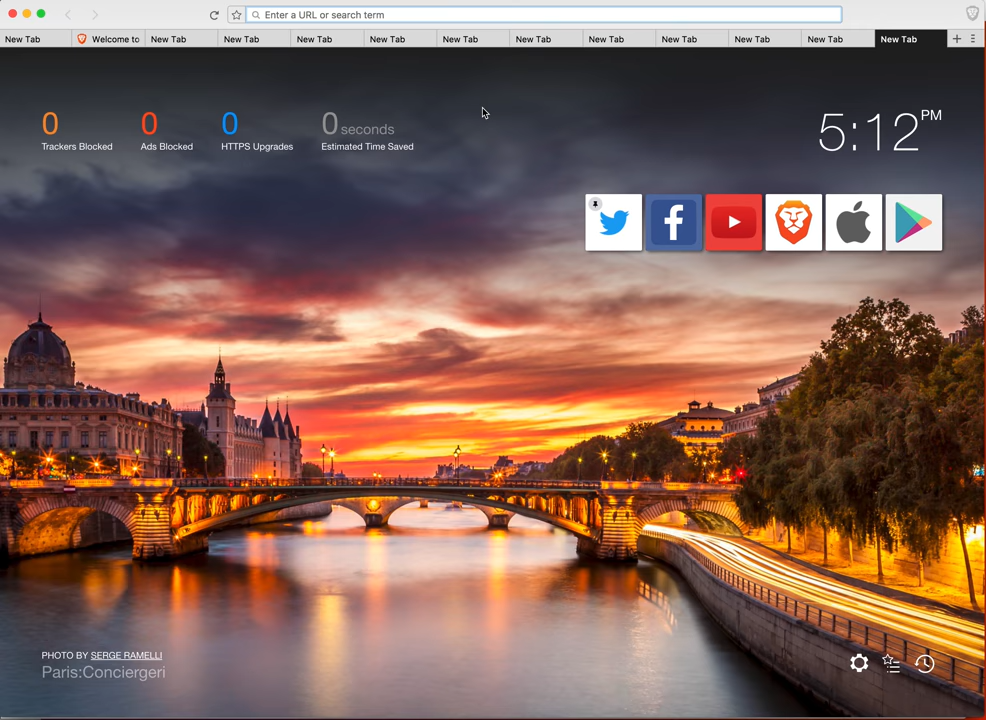 Enter a URL or search term
New Tab
Welcome to
New Tab
New Tab
New Tab
New Tab
New Tab
New Tab
New Tab
New Tab
New Tab
New Tab
New Tab
0 0 0 0 seconds
Trackers Blocked Ads Blocked HTTPS Upgrades Estimated Time Saved
5:12 PM
f
PHOTO BY SERGE RAMELLI
Paris:Conciergeri